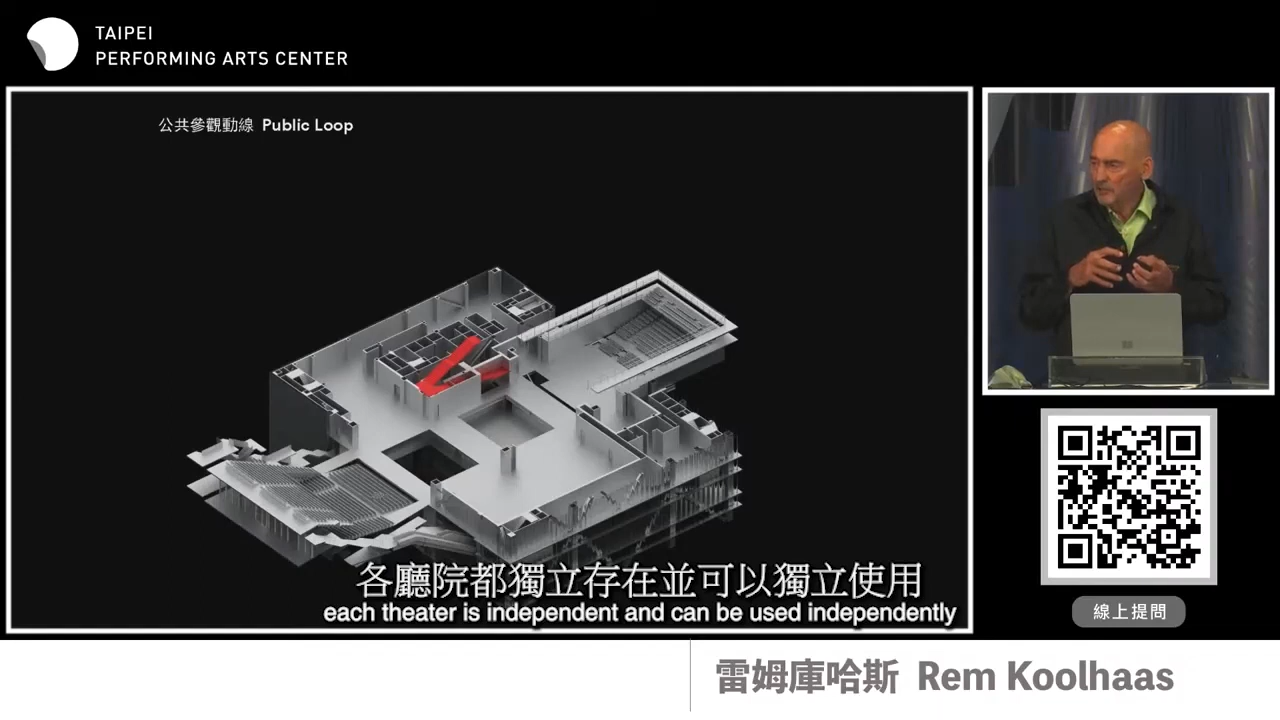 TAIPEI
PERFORMING ARTS CENTER
公共參觀動線 Public Loop
各廳院都獨立存在並可以獨立使用
each theater is independent and can be used independently
線上提問
雷姆庫哈斯 Rem Koolhaas